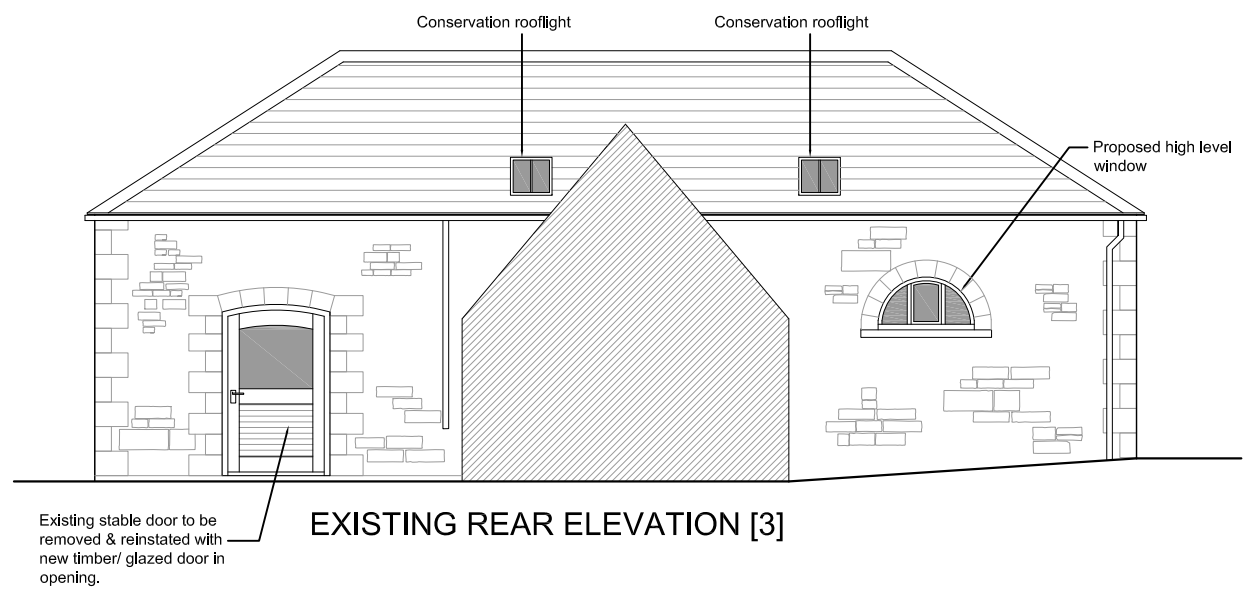 Conservation rooflight
Conservation rooflight
Proposed high level
window
Existing stable door to be
removed & reinstated with
new timber/ glazed door in
opening.
EXISTING REAR ELEVATION [3]